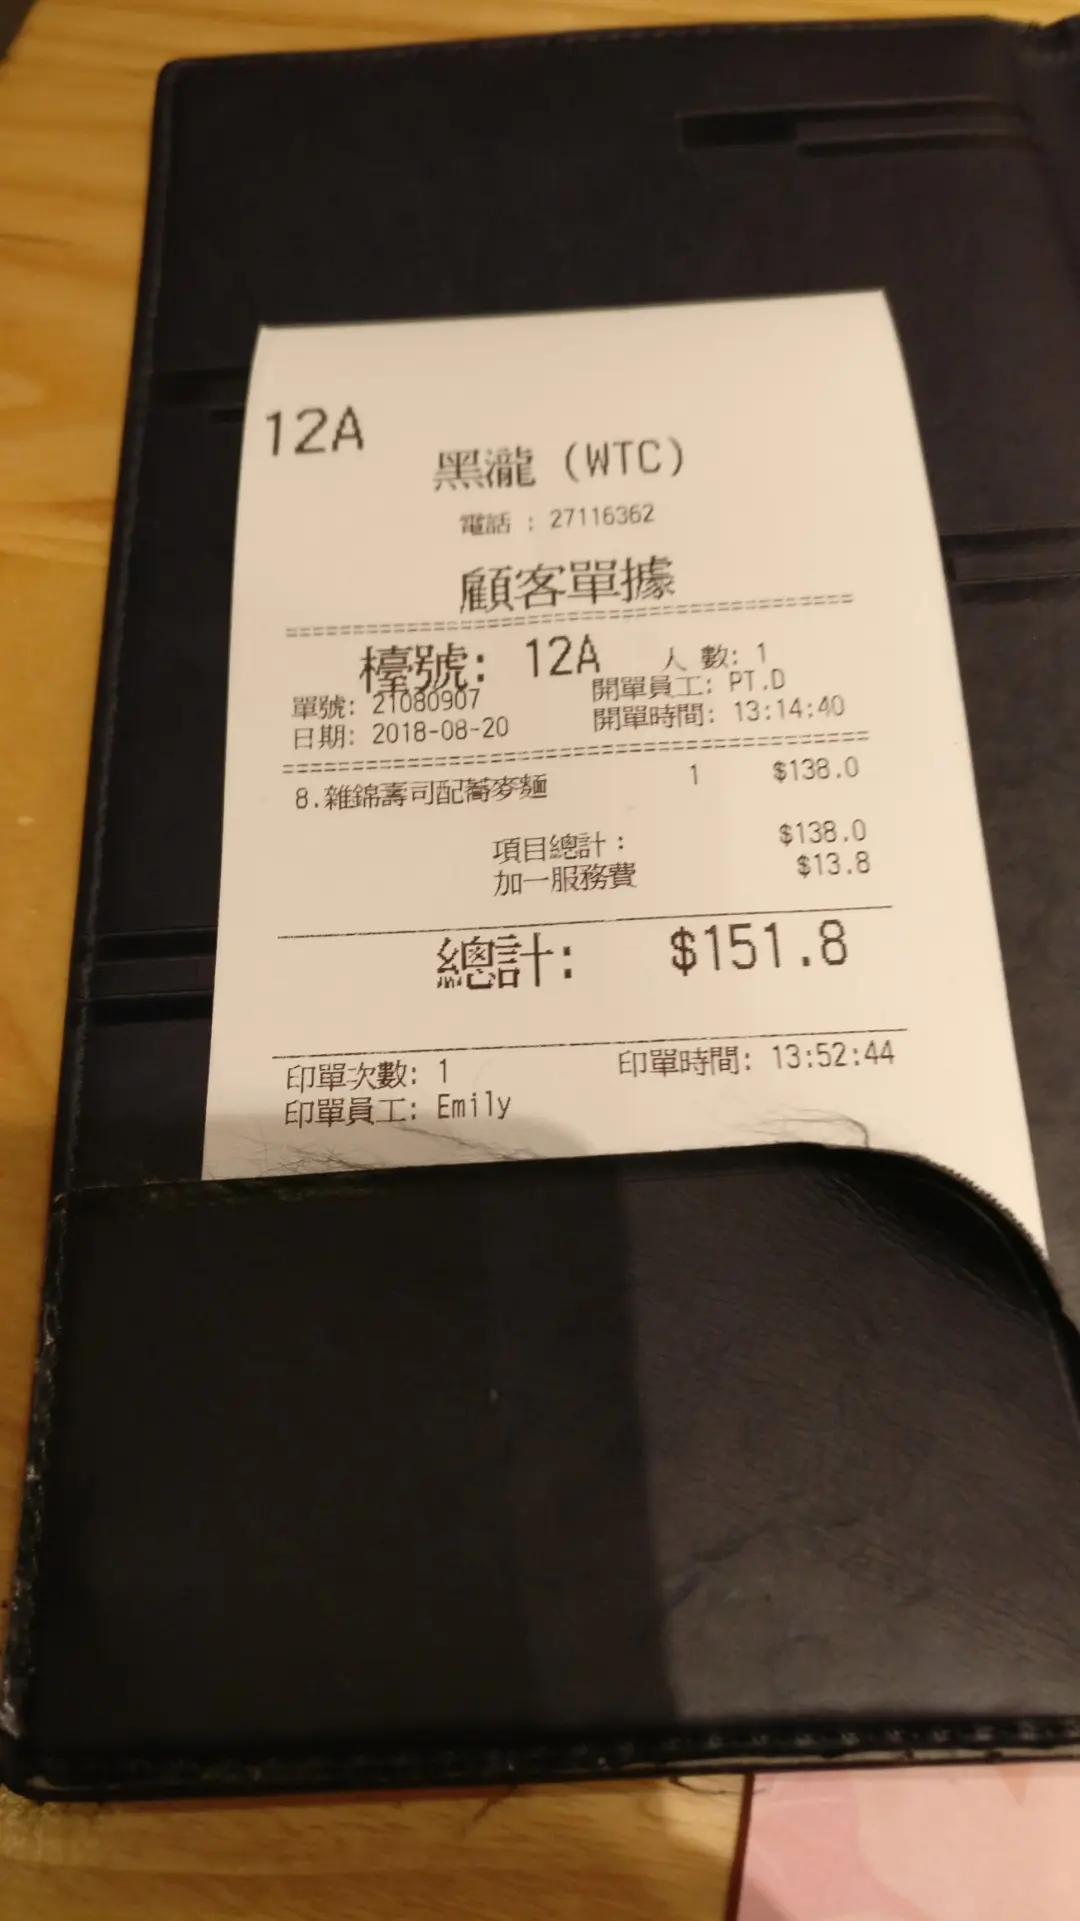 12A
黑瀧 (WTC)
電話 : 27116362
顧客單據
檯號: 12A 人 數: 1
單號: 21080907 開單員工: PT.D
日期: 2018-08-20 開單時間: 13:14:40
8.雜錦壽司配蕎麥麵 1 $138.0
項目總計: $138.0
加一服務費 $13.8
總計: $151.8
印單次數: 1 印單時間: 13:52:44
印單員工: Emily